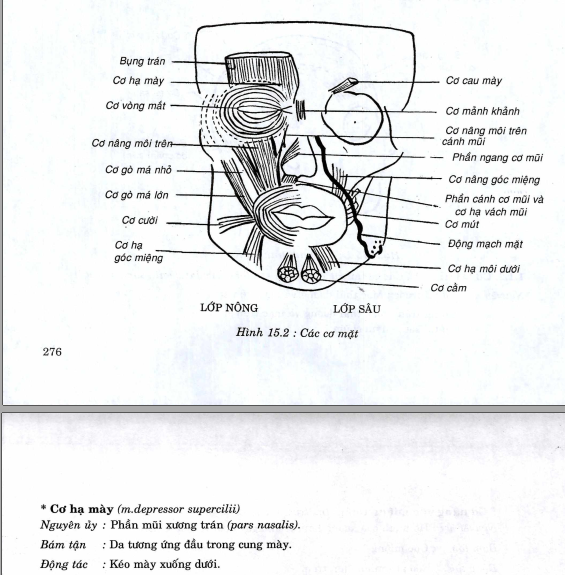 Bụng trán
Cơ hạ mày
Cơ vòng mắt
Cơ nâng môi trên
Cơ gò má nhỏ
Cơ gò má lớn
Cơ cười
Cơ hạ
góc miệng
Cơ cau mày
Cơ mảnh khảnh
Cơ nâng môi trên
cánh mũi
Phần ngang cơ mũi
Cơ nâng góc miệng
Phần cánh cơ mũi và
cơ hạ vách mũi
Cơ mút
Động mạch mặt
Cơ hạ môi dưới
Cơ cằm
LỚP NÔNG
LỚP SÂU
Hình 15.2 : Các cơ mặt
276
* Cơ hạ mày (m.depressor supercilii)
Nguyên ủy : Phần mũi xương trán (pars nasalis).
Bám tận : Da tương ứng đầu trong cung mày.
Động tác : Kéo mày xuống dưới.